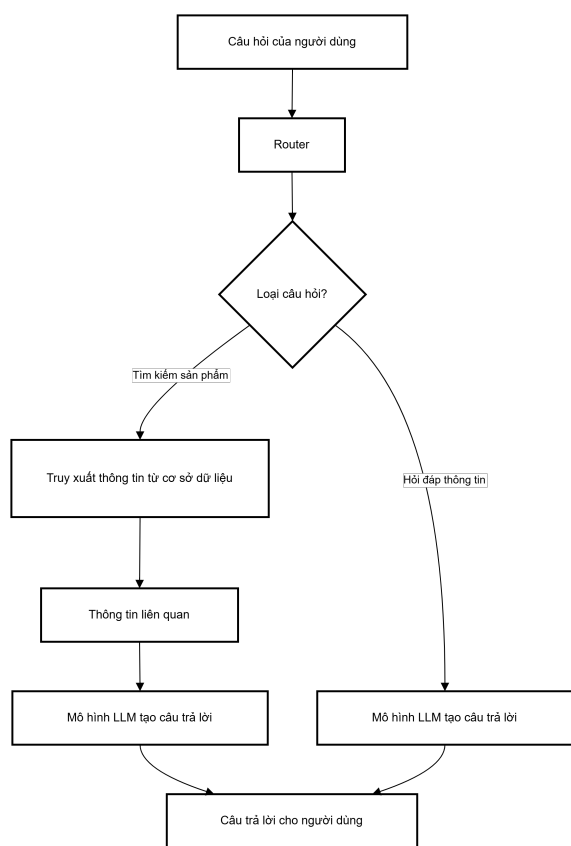 Câu hỏi của người dùng
Router
Loại câu hỏi?
Tìm kiếm sản phẩm
Truy xuất thông tin từ cơ sở dữ liệu
Hỏi đáp thông tin
Thông tin liên quan
Mô hình LLM tạo câu trả lời
Mô hình LLM tạo câu trả lời
Câu trả lời cho người dùng